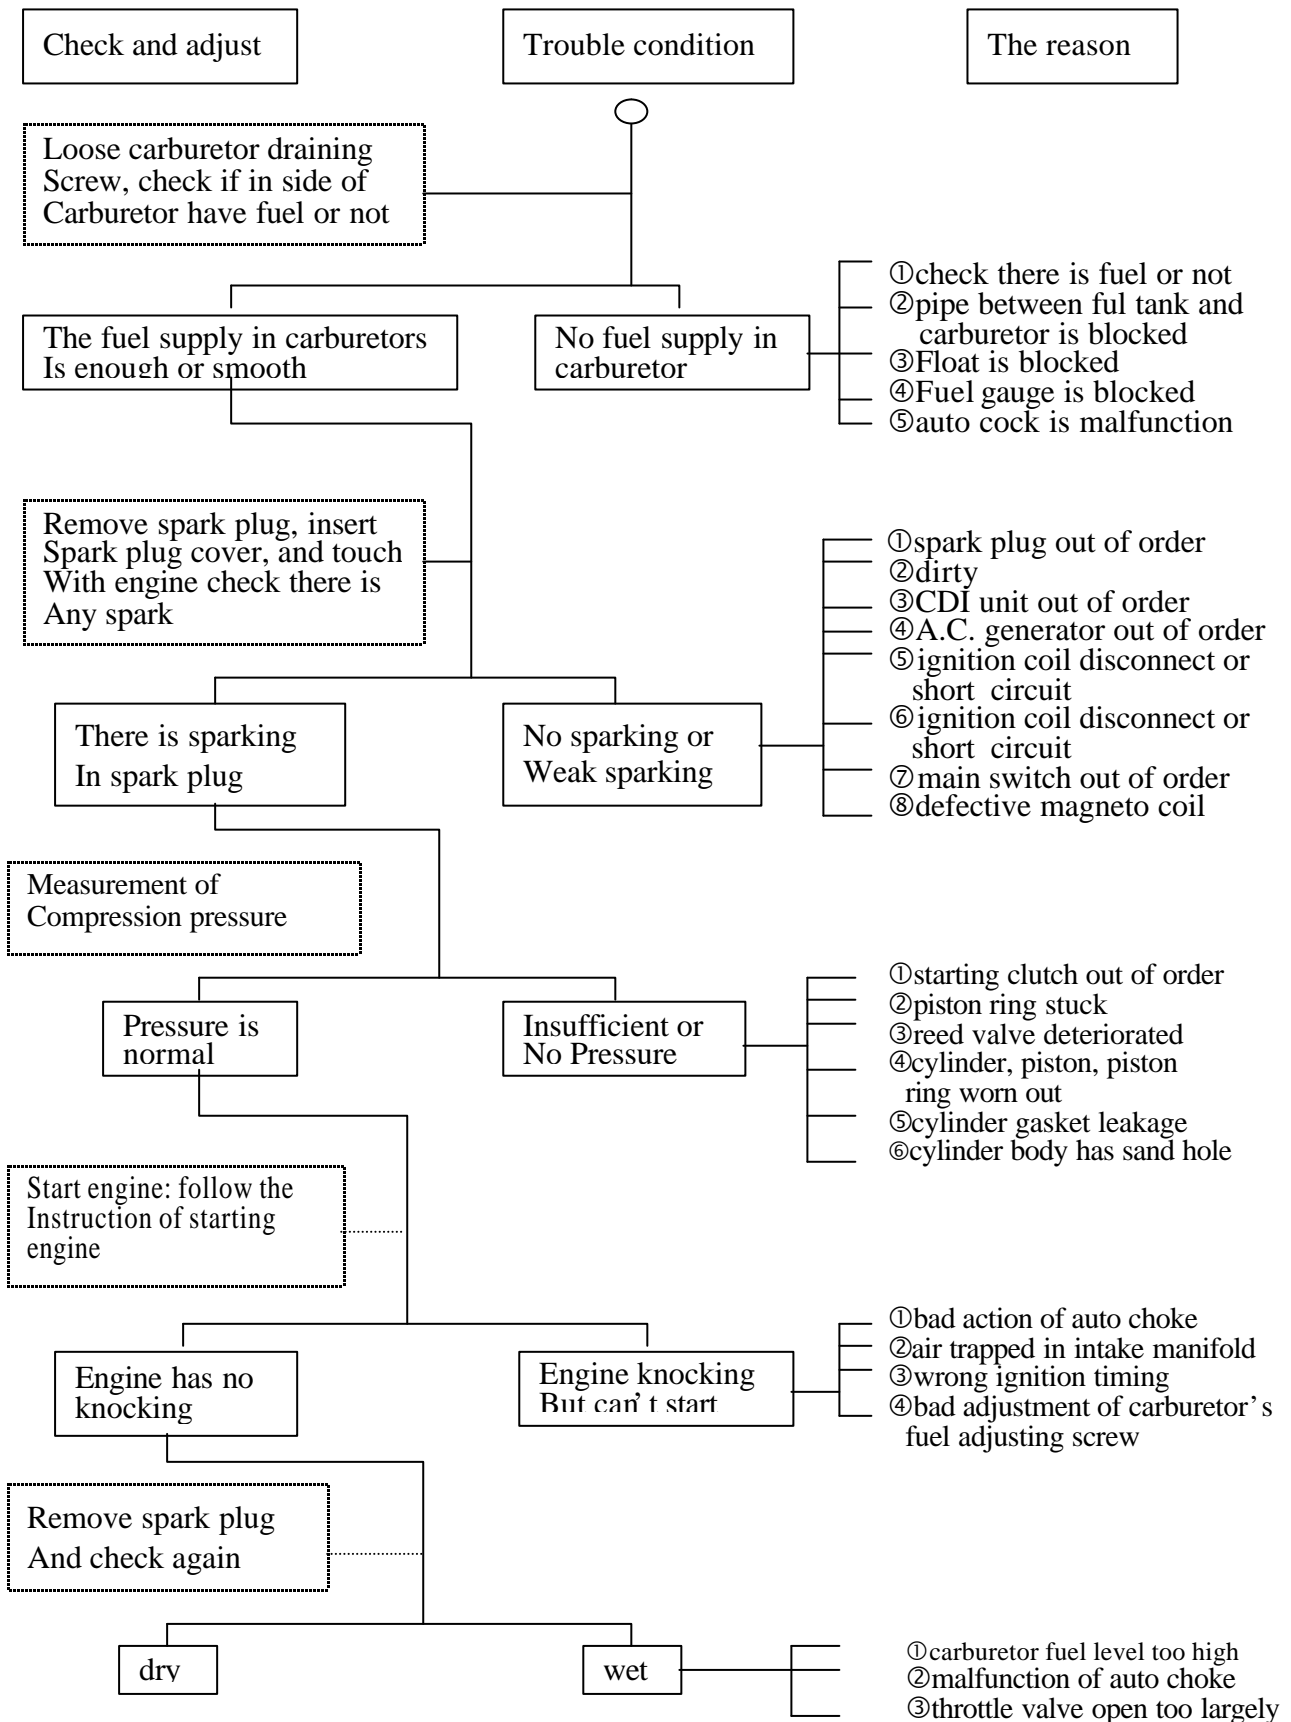 Check and adjust
Trouble condition
The reason
Loose carburetor draining
Screw, check if in side of
Carburetor have fuel or not
The fuel supply in carburetors
Is enough or smooth
No fuel supply in
carburetor
①check there is fuel or not
②pipe between ful tank and
carburetor is blocked
③Float is blocked
④Fuel gauge is blocked
⑤auto cock is malfunction
Remove spark plug, insert
Spark plug cover, and touch
With engine check there is
Any spark
There is sparking
In spark plug
No sparking or
Weak sparking
①spark plug out of order
②dirty
③CDI unit out of order
④A.C. generator out of order
⑤ignition coil disconnect or
short circuit
⑥ignition coil disconnect or
short circuit
⑦main switch out of order
⑧defective magneto coil
Measurement of
Compression pressure
Pressure is
normal
Insufficient or
No Pressure
①starting clutch out of order
②piston ring stuck
③reed valve deteriorated
④cylinder, piston, piston
ring worn out
⑤cylinder gasket leakage
⑥cylinder body has sand hole
Start engine: follow the
Instruction of starting
engine
Engine has no
knocking
Engine knocking
But can't start
①bad action of auto choke
②air trapped in intake manifold
③wrong ignition timing
④bad adjustment of carburetor's
fuel adjusting screw
Remove spark plug
And check again
dry
wet
①carburetor fuel level too high
②malfunction of auto choke
③throttle valve open too largely